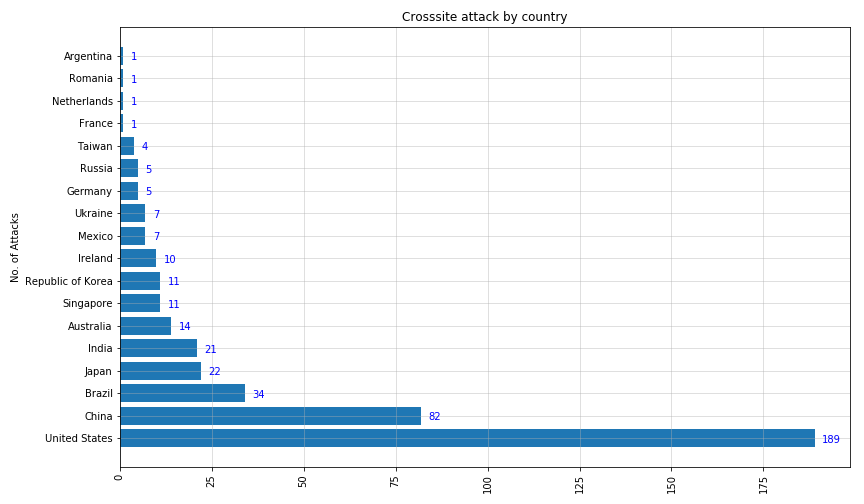 Crosssite attack by country
No. of Attacks
Argentina 1
Romania 1
Netherlands 1
France 1
Taiwan 4
Russia 5
Germany 5
Ukraine 7
Mexico 7
Ireland 10
Republic of Korea 11
Singapore 11
Australia 14
India 21
Japan 22
Brazil 34
China 82
United States 189
0 25 50 75 100 125 150 175